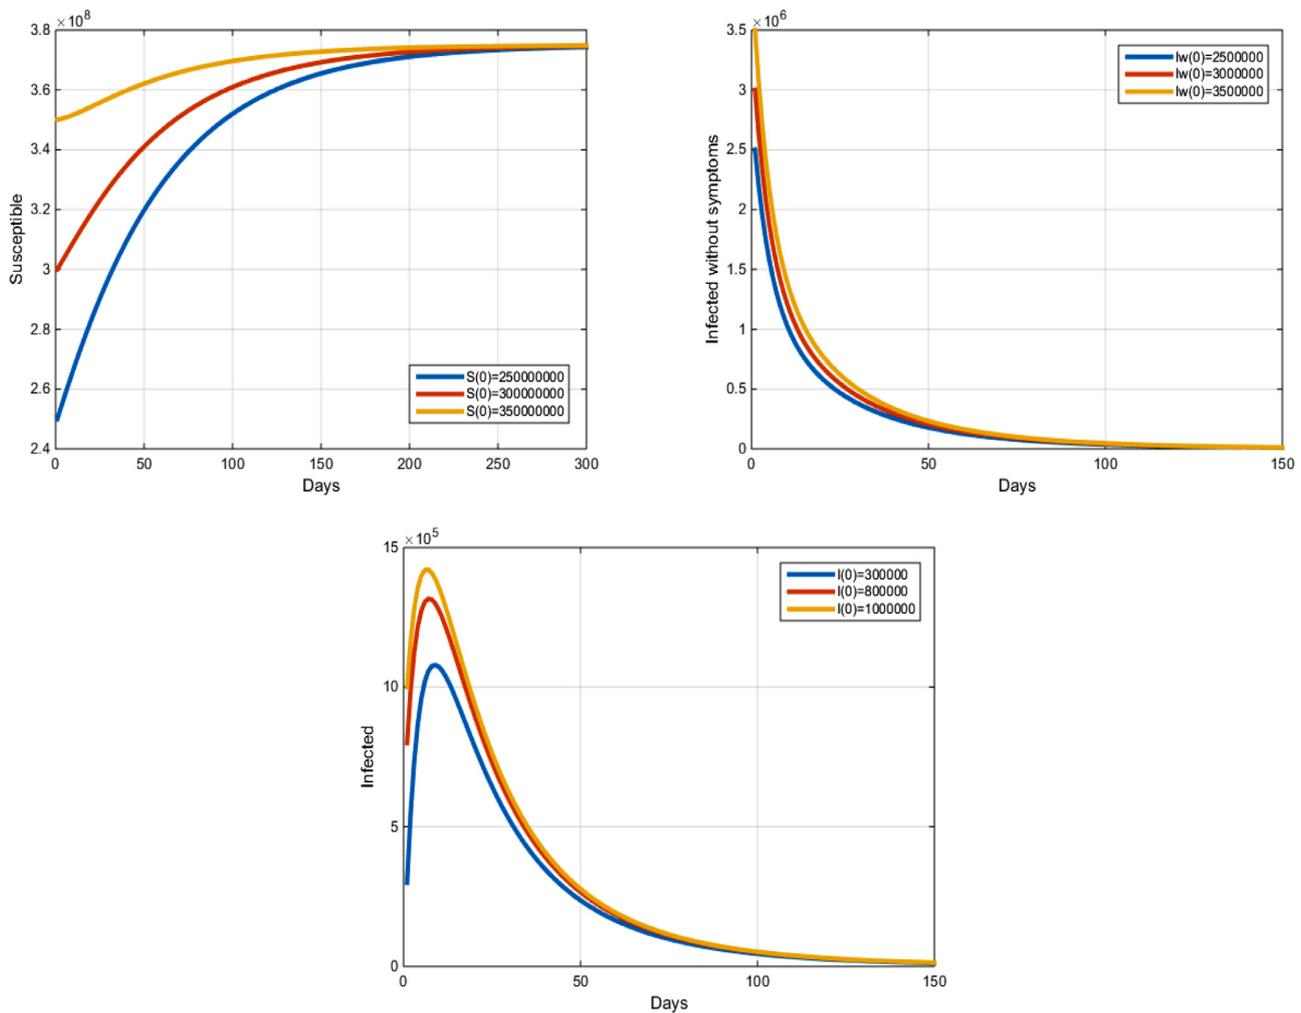 ×10^8
3.8
3.6
3.4
3.2
3
2.8
2.6
2.4
Susceptible
S(0)=250000000
S(0)=300000000
S(0)=350000000
0 50 100 150 200 250 300
Days
×10^6
3.5
3
2.5
2
1.5
1
0.5
0
Infected without symptoms
Iw(0)=2500000
Iw(0)=3000000
Iw(0)=3500000
0 50 100 150
Days
×10^5
15
10
5
0
Infected
I(0)=300000
I(0)=800000
I(0)=1000000
0 50 100 150
Days